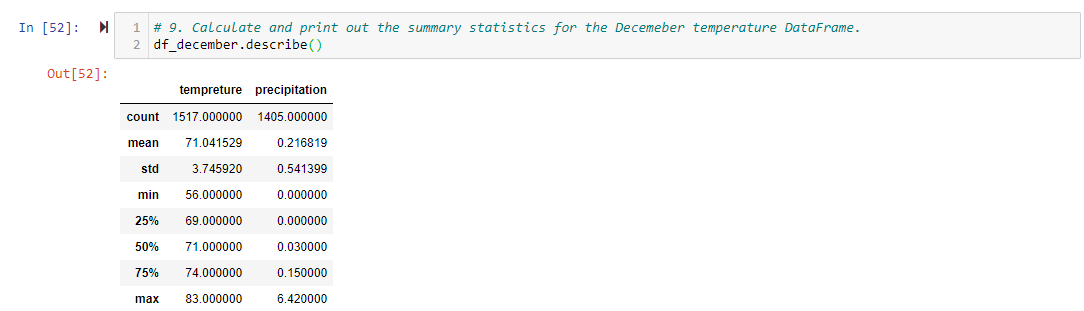 In [52]:
1 # 9. Calculate and print out the summary statistics for the Decemeber temperature DataFrame.
2 df_december.describe()
Out[52]:
tempreture precipitation
count 1517.000000 1405.000000
mean 71.041529 0.216819
std 3.745920 0.541399
min 56.000000 0.000000
25% 69.000000 0.000000
50% 71.000000 0.030000
75% 74.000000 0.150000
max 83.000000 6.420000